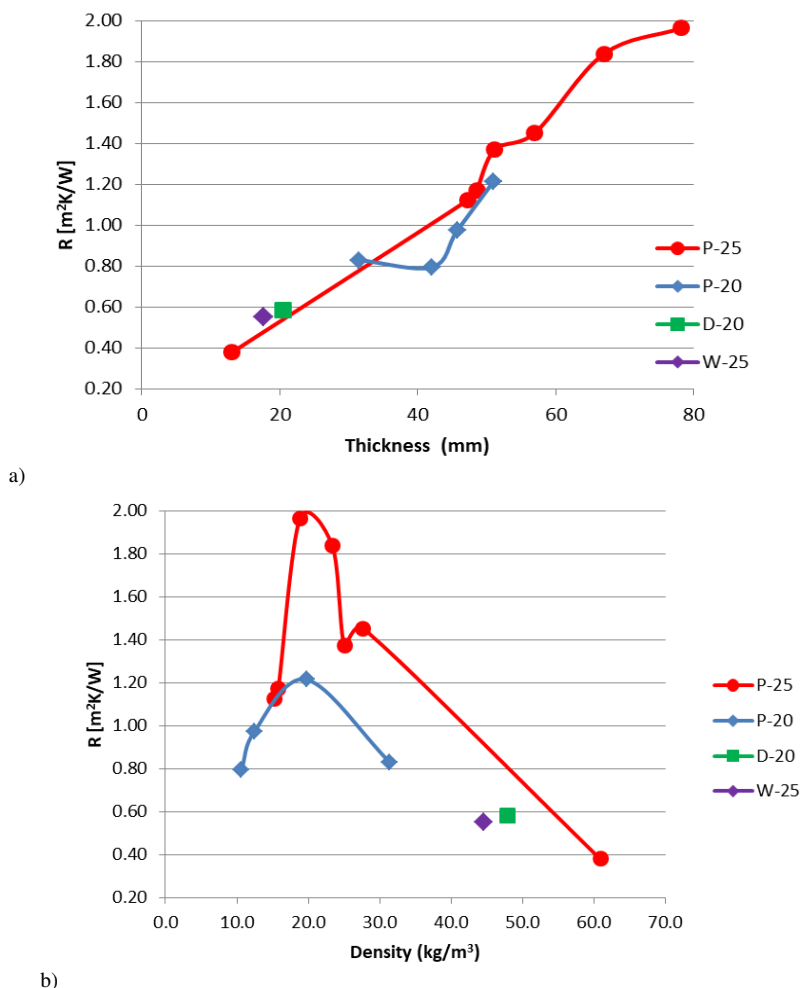 2.00
1.80
1.60
1.40
1.20
1.00
0.80
0.60
0.40
0.20
R [m²K/W]
0 20 40 60 80
Thickness (mm)
P-25
P-20
D-20
W-25
a)
2.00
1.80
1.60
1.40
1.20
1.00
0.80
0.60
0.40
0.20
R [m²K/W]
0.0 10.0 20.0 30.0 40.0 50.0 60.0 70.0
Density (kg/m³)
P-25
P-20
D-20
W-25
b)